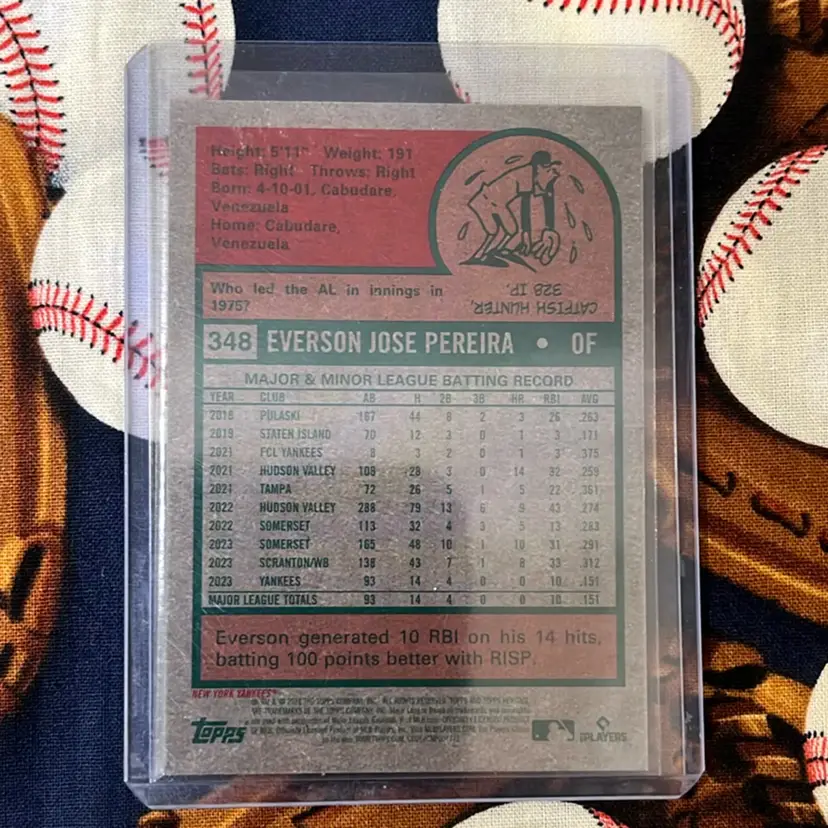 Height: 5'11" Weight: 191
Bats: Right Throws: Right
Born: 4-10-01, Cabudare,
Venezuela
Home: Cabudare,
Venezuela
Who led the AL in innings in
1975?
CATFISH HUNTER,
328 IP.
348 EVERSON JOSE PEREIRA • OF
MAJOR & MINOR LEAGUE BATTING RECORD
YEAR CLUB AB H 2B 3B HR RBI AVG
2018 PULASKI 167 44 8 2 3 26 .263
2019 STATEN ISLAND 70 12 3 0 1 3 .171
2021 FCL YANKEES 8 3 2 0 1 3 .375
2021 HUDSON VALLEY 108 28 3 0 14 32 .259
2021 TAMPA 72 26 5 1 5 22 .361
2022 HUDSON VALLEY 288 79 13 6 9 43 .274
2022 SOMERSET 113 32 4 3 5 13 .283
2023 SOMERSET 165 48 10 1 10 31 .291
2023 SCRANTON/WB 138 43 7 1 8 33 .312
2023 YANKEES 93 14 4 0 0 10 .151
MAJOR LEAGUE TOTALS 93 14 4 0 0 10 .151
Everson generated 10 RBI on his 14 hits,
batting 100 points better with RISP.
NEW YORK YANKEES®
TOPPS
PLAYERS